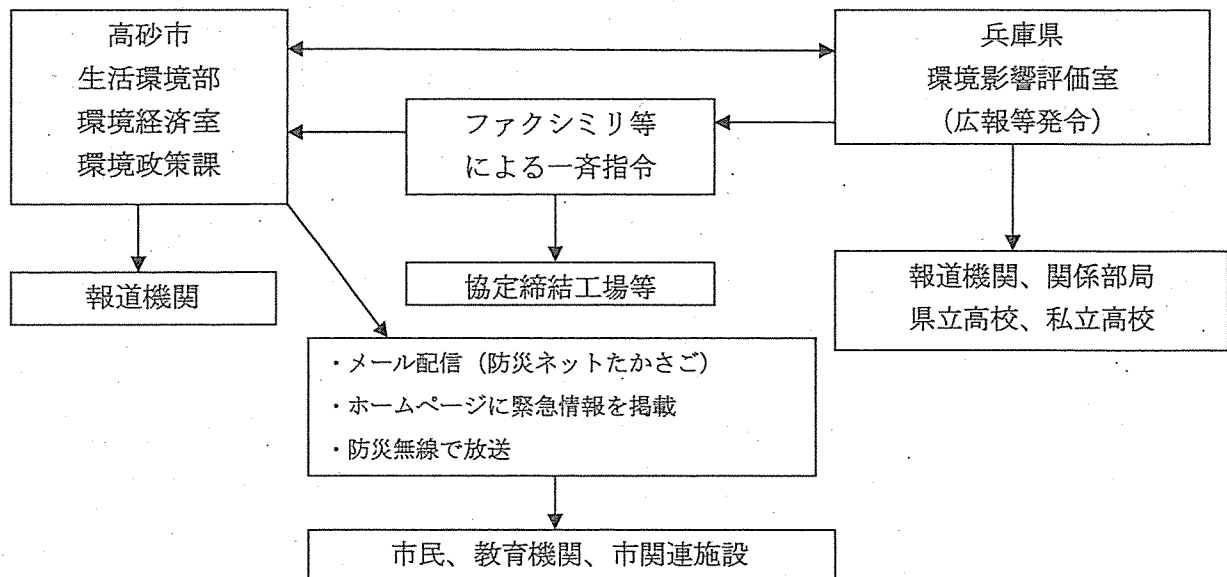 高砂市
生活環境部
環境経済室
環境政策課
兵庫県
環境影響評価室
(広報等発令)
ファクシミリ等
による一斉指令
報道機関
協定締結工場等
報道機関、関係部局
県立高校、私立高校
・メール配信(防災ネットたかさご)
・ホームページに緊急情報を掲載
・防災無線で放送
市民、教育機関、市関連施設